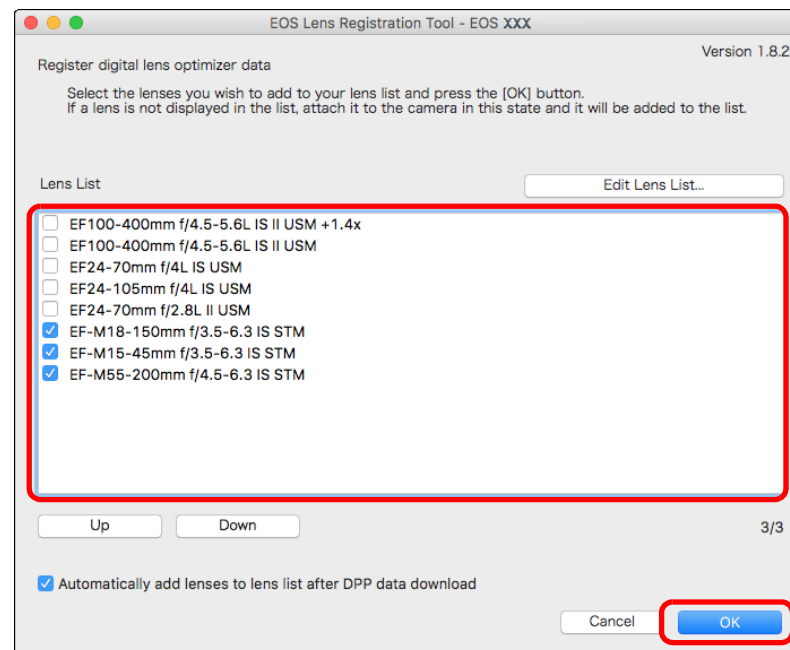 EOS Lens Registration Tool - EOS XXX
Version 1.8.2
Register digital lens optimizer data
Select the lenses you wish to add to your lens list and press the [OK] button.
If a lens is not displayed in the list, attach it to the camera in this state and it will be added to the list.
Lens List
Edit Lens List...
EF100-400mm f/4.5-5.6L IS II USM +1.4x
EF100-400mm f/4.5-5.6L IS II USM
EF24-70mm f/4L IS USM
EF24-105mm f/4L IS USM
EF24-70mm f/2.8L II USM
EF-M18-150mm f/3.5-6.3 IS STM
EF-M15-45mm f/3.5-6.3 IS STM
EF-M55-200mm f/4.5-6.3 IS STM
Up
Down
3/3
Automatically add lenses to lens list after DPP data download
Cancel
OK